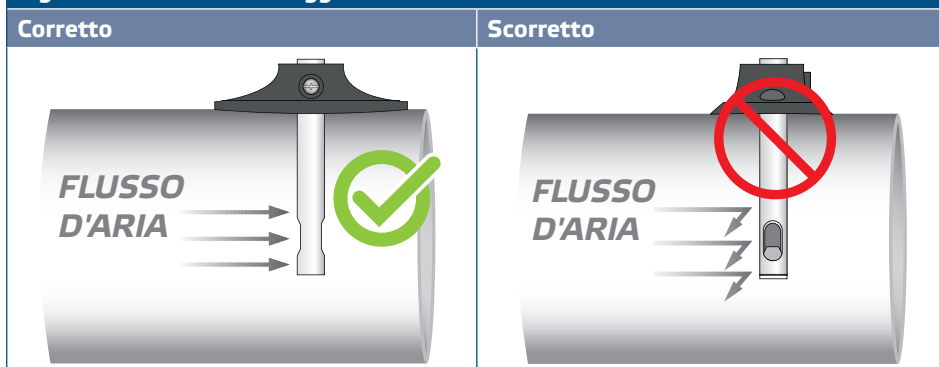 Corretto
Scorretto
FLUSSO
D'ARIA
FLUSSO
D'ARIA